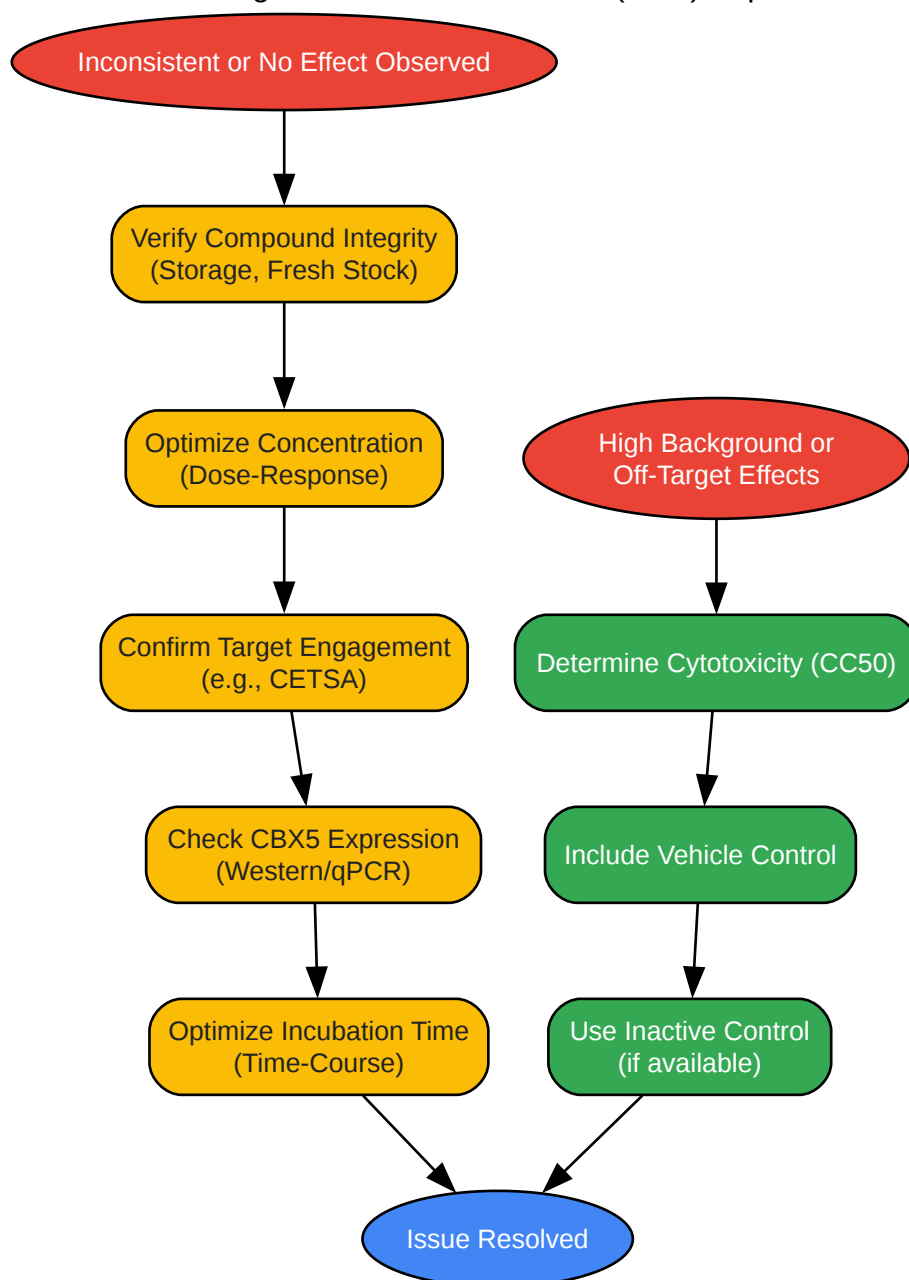 Inconsistent or No Effect Observed
Verify Compound Integrity
(Storage, Fresh Stock)
Optimize Concentration
(Dose-Response)
High Background or
Off-Target Effects
Confirm Target Engagement
(e.g., CETSA)
Determine Cytotoxicity (CC50)
Check CBX5 Expression
(Western/qPCR)
Include Vehicle Control
Optimize Incubation Time
(Time-Course)
Use Inactive Control
(if available)
Issue Resolved